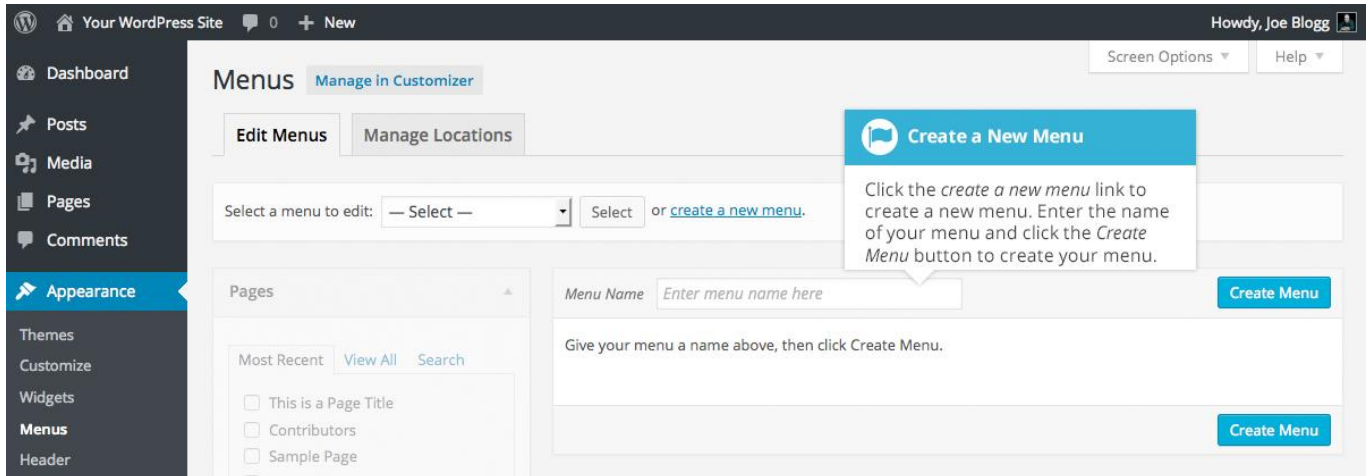 Your WordPress Site 0 + New Howdy, Joe Blogg
Screen Options Help
Dashboard
Posts
Media
Pages
Comments
Appearance
Themes
Customize
Widgets
Menus
Header
Menus Manage in Customizer
Edit Menus Manage Locations
Select a menu to edit: — Select — Select or create a new menu.
Create a New Menu
Click the create a new menu link to
create a new menu. Enter the name
of your menu and click the Create
Menu button to create your menu.
Pages
Most Recent View All Search
This is a Page Title
Contributors
Sample Page
Menu Name Enter menu name here Create Menu
Give your menu a name above, then click Create Menu.
Create Menu